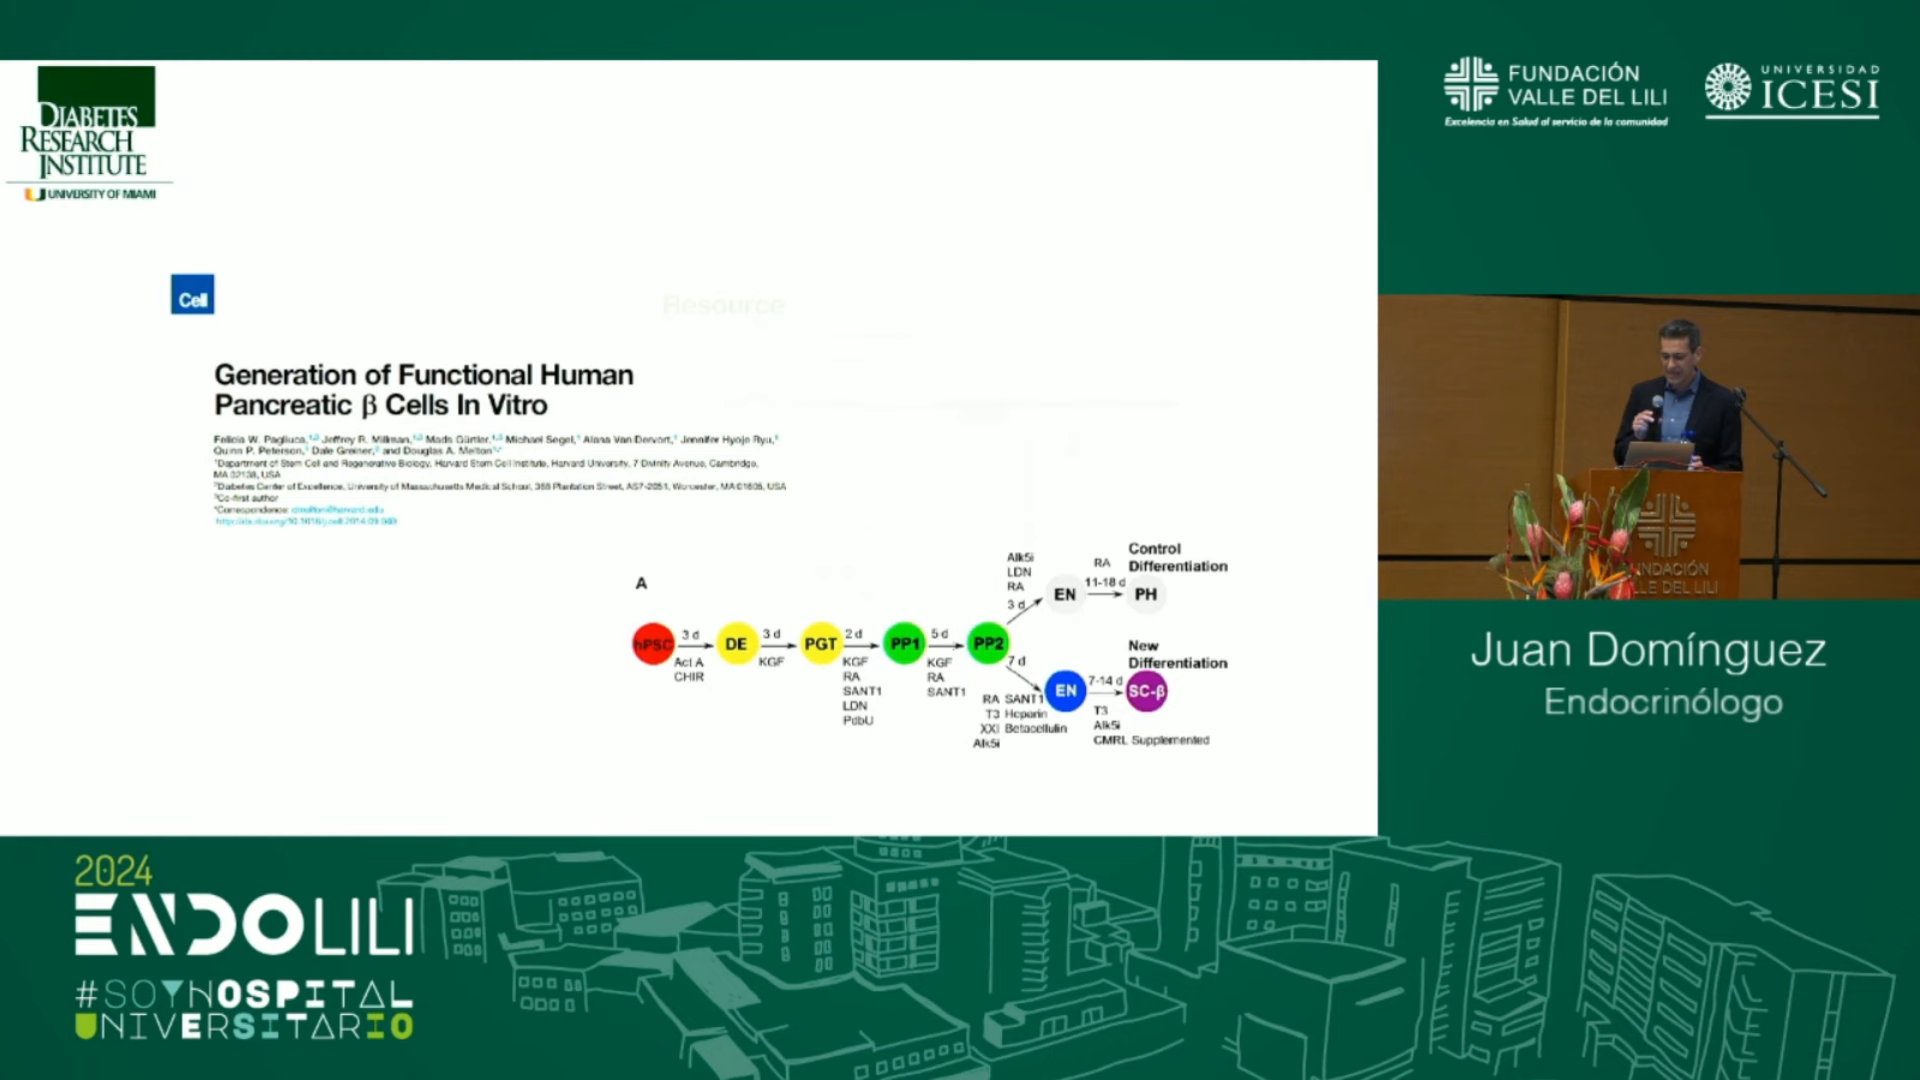 DIABETES
RESEARCH
INSTITUTE
UNIVERSITY OF MIAMI
Cell
Resource
Generation of Functional Human
Pancreatic β Cells In Vitro
Felicia W. Pagliuca,1,3 Jeffrey R. Millman,1,3 Mads Gürtler,1,3 Michael Segel,1 Alana Van Dervort,1 Jennifer Hyoje Ryu,1
Quinn P. Peterson,1 Dale Greiner,2 and Douglas A. Melton1,*
1Department of Stem Cell and Regenerative Biology, Harvard Stem Cell Institute, Harvard University, 7 Divinity Avenue, Cambridge,
MA 02138, USA
2Diabetes Center of Excellence, University of Massachusetts Medical School, 368 Plantation Street, AS7-2051, Worcester, MA 01605, USA
3Co-first author
*Correspondence: dmelton@harvard.edu
http://dx.doi.org/10.1016/j.cell.2014.09.040
A
hPSC
3 d
Act A
CHIR
DE
3 d
KGF
PGT
2 d
KGF
RA
SANT1
LDN
PdbU
PP1
5 d
KGF
RA
SANT1
PP2
Alk5i
LDN
RA
3 d
EN
RA
11-18 d
PH
Control
Differentiation
7 d
RA SANT1
T3 Heparin
XXI Betacellulin
Alk5i
EN
7-14 d
T3
Alk5i
CMRL Supplemented
SC-β
New
Differentiation
FUNDACIÓN
VALLE DEL LILI
Excelencia en Salud al servicio de la comunidad
UNIVERSIDAD
ICESI
FUNDACIÓN
VALLE DEL LILI
Juan Domínguez
Endocrinólogo
2024
ENDOLILI
#SOYHOSPITAL
UNIVERSITARIO